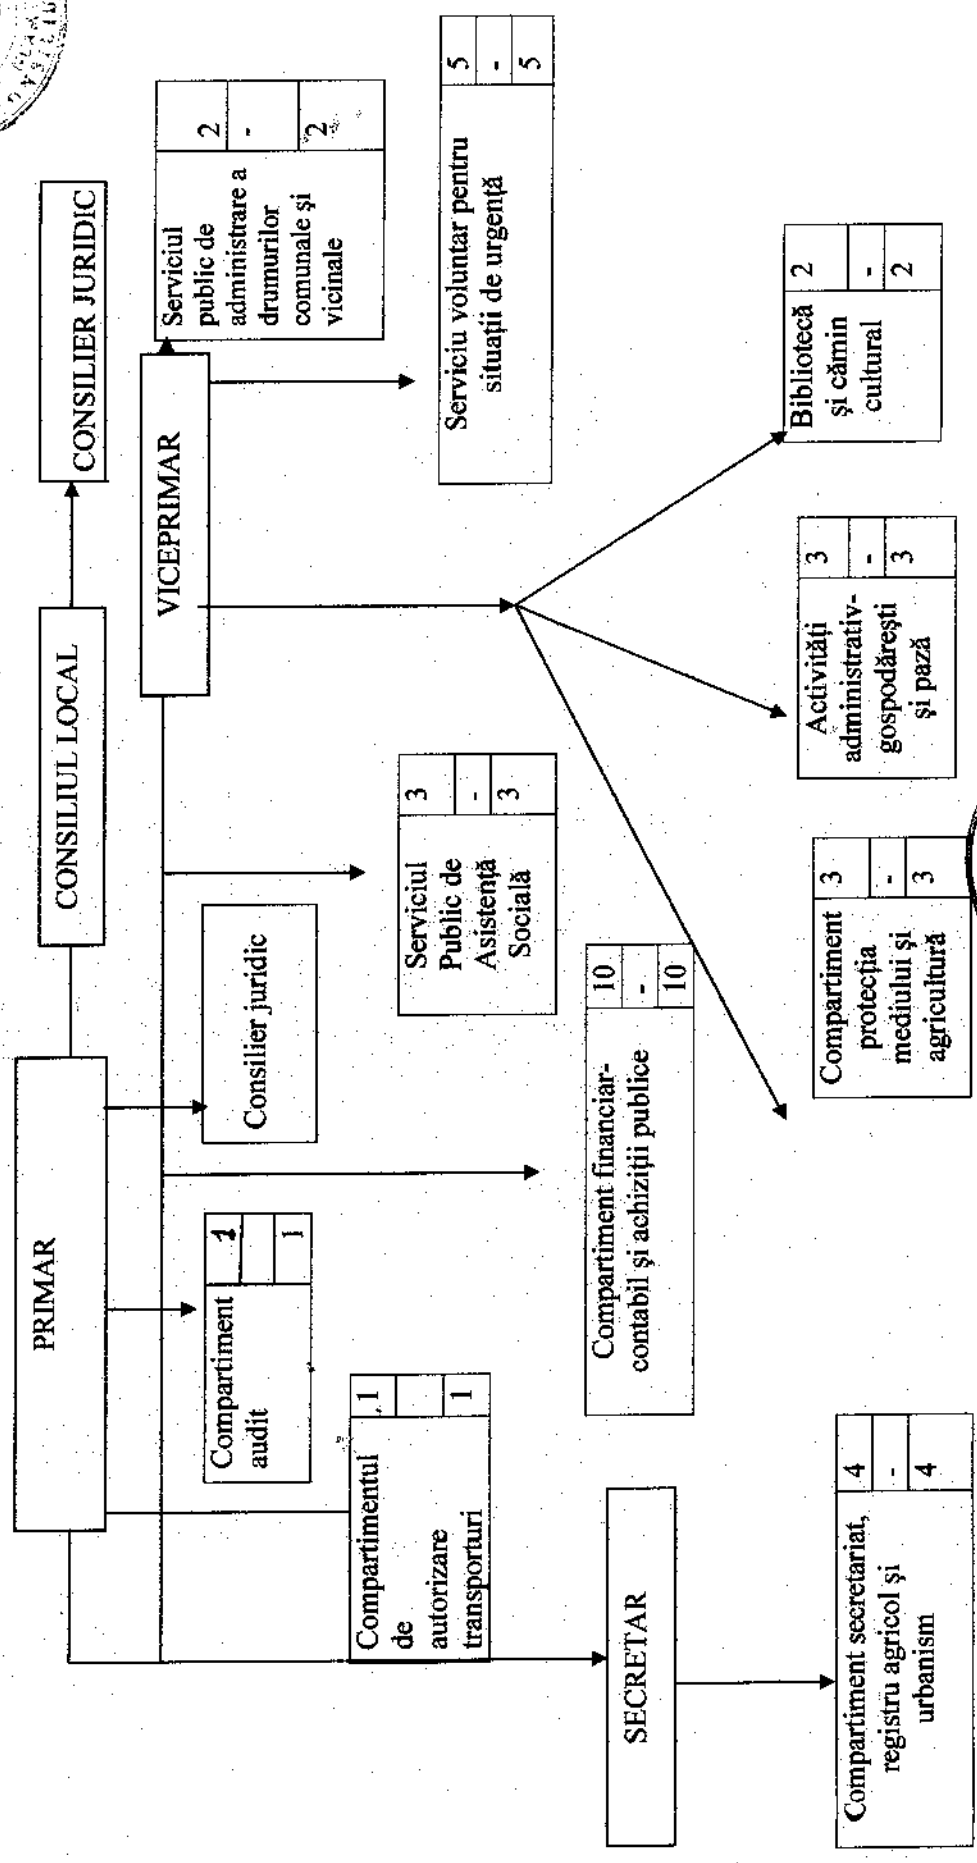 CONSILIUL LOCAL
CONSILIER JURIDIC
PRIMAR
VICEPRIMAR
Compartiment
audit
1
1
Consilier juridic
Serviciul
public de
administrare a
drumurilor
comunale și
vicinale
2
-
2
Compartimentul
de
autorizare
transporturi
1
1
Serviciul
Public de
Asistență
Socială
3
-
3
Serviciu voluntar pentru
situații de urgență
5
-
5
Compartiment financiar-
contabil și achiziții publice
10
-
10
SECRETAR
Compartiment secretariat,
registru agricol și
urbanism
4
-
4
Compartiment
protecția
mediului și
agricultură
3
-
3
Activități
administrativ-
gospodărești
și pază
3
-
3
Bibliotecă
și cămin
cultural
2
-
2